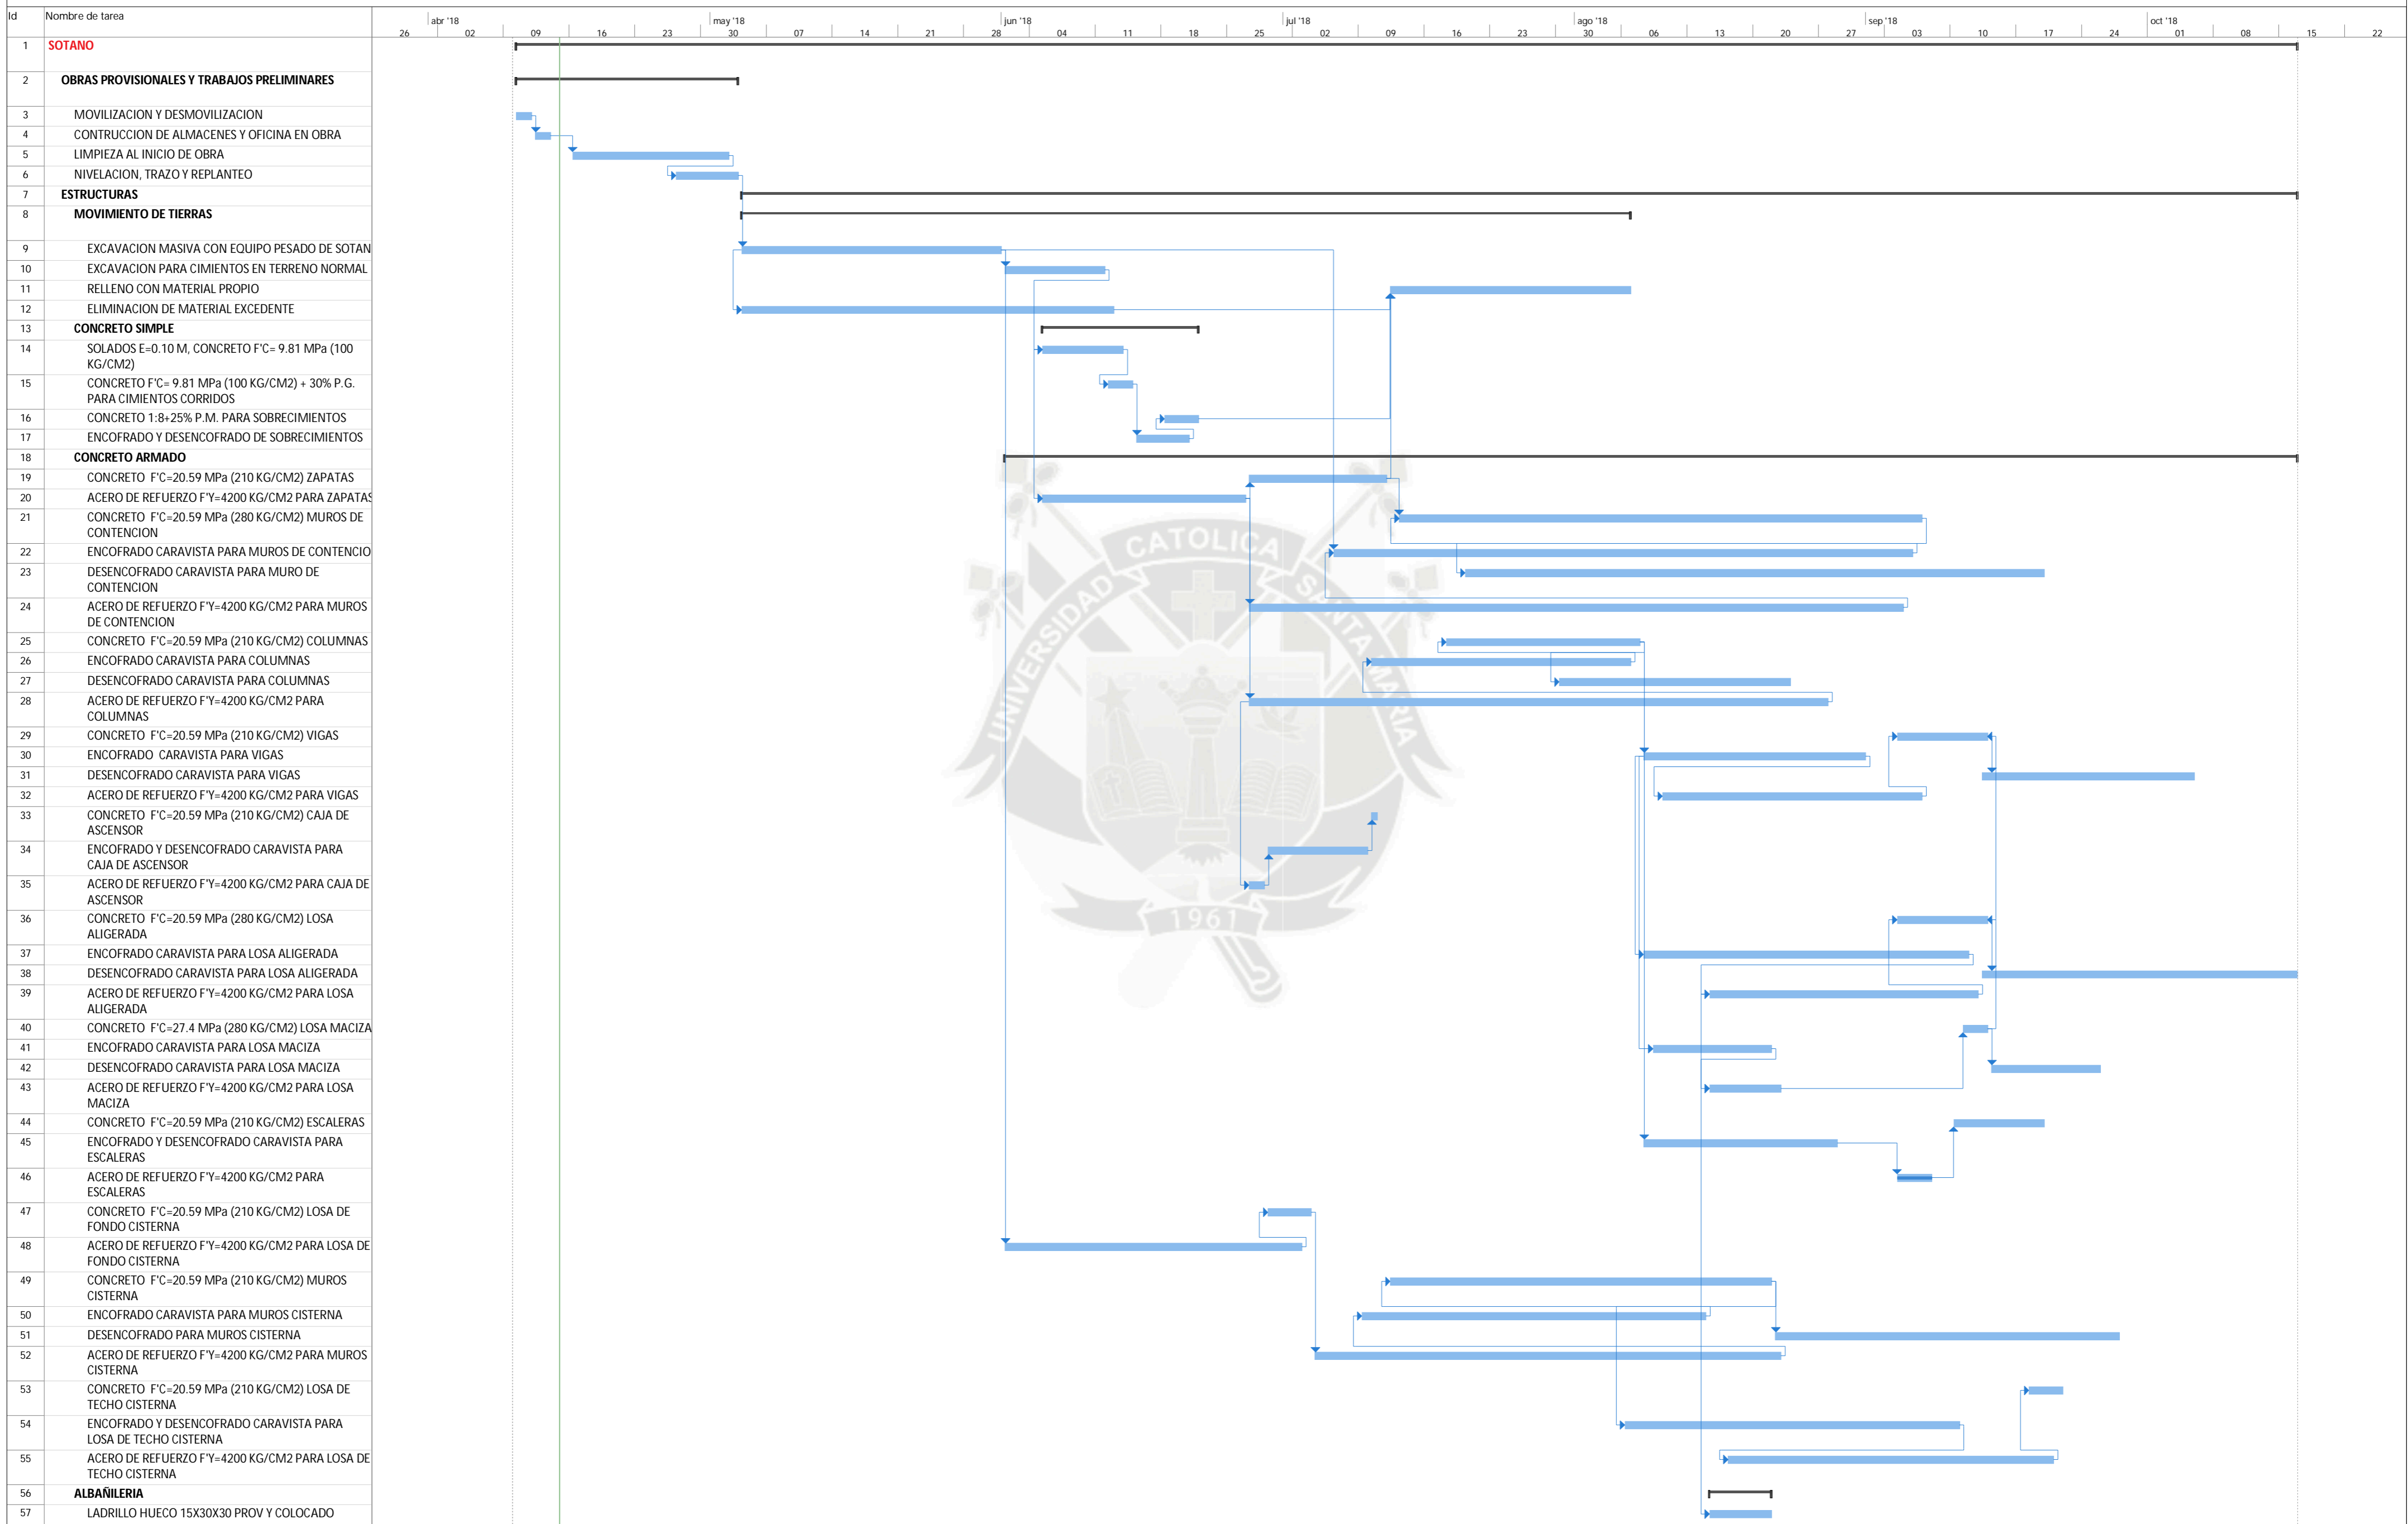 Id Nombre de tarea
abr '18 may '18 jun '18 jul '18 ago '18 sep '18 oct '18
26 02 09 16 23 30 07 14 21 28 04 11 18 25 02 09 16 23 30 06 13 20 27 03 10 17 24 01 08 15 22
1 SOTANO
2 OBRAS PROVISIONALES Y TRABAJOS PRELIMINARES
3 MOVILIZACION Y DESMOVILIZACION
4 CONTRUCCION DE ALMACENES Y OFICINA EN OBRA
5 LIMPIEZA AL INICIO DE OBRA
6 NIVELACION, TRAZO Y REPLANTEO
7 ESTRUCTURAS
8 MOVIMIENTO DE TIERRAS
9 EXCAVACION MASIVA CON EQUIPO PESADO DE SOTAN
10 EXCAVACION PARA CIMIENTOS EN TERRENO NORMAL
11 RELLENO CON MATERIAL PROPIO
12 ELIMINACION DE MATERIAL EXCEDENTE
13 CONCRETO SIMPLE
14 SOLADOS E=0.10 M, CONCRETO F'C= 9.81 MPa (100
KG/CM2)
15 CONCRETO F'C= 9.81 MPa (100 KG/CM2) + 30% P.G.
PARA CIMIENTOS CORRIDOS
16 CONCRETO 1:8+25% P.M. PARA SOBRECIMIENTOS
17 ENCOFRADO Y DESENCOFRADO DE SOBRECIMIENTOS
18 CONCRETO ARMADO
19 CONCRETO F'C=20.59 MPa (210 KG/CM2) ZAPATAS
20 ACERO DE REFUERZO F'Y=4200 KG/CM2 PARA ZAPATAS
21 CONCRETO F'C=20.59 MPa (280 KG/CM2) MUROS DE
CONTENCION
22 ENCOFRADO CARAVISTA PARA MUROS DE CONTENCIO
23 DESENCOFRADO CARAVISTA PARA MURO DE
CONTENCION
24 ACERO DE REFUERZO F'Y=4200 KG/CM2 PARA MUROS
DE CONTENCION
25 CONCRETO F'C=20.59 MPa (210 KG/CM2) COLUMNAS
26 ENCOFRADO CARAVISTA PARA COLUMNAS
27 DESENCOFRADO CARAVISTA PARA COLUMNAS
28 ACERO DE REFUERZO F'Y=4200 KG/CM2 PARA
COLUMNAS
29 CONCRETO F'C=20.59 MPa (210 KG/CM2) VIGAS
30 ENCOFRADO CARAVISTA PARA VIGAS
31 DESENCOFRADO CARAVISTA PARA VIGAS
32 ACERO DE REFUERZO F'Y=4200 KG/CM2 PARA VIGAS
33 CONCRETO F'C=20.59 MPa (210 KG/CM2) CAJA DE
ASCENSOR
34 ENCOFRADO Y DESENCOFRADO CARAVISTA PARA
CAJA DE ASCENSOR
35 ACERO DE REFUERZO F'Y=4200 KG/CM2 PARA CAJA DE
ASCENSOR
36 CONCRETO F'C=20.59 MPa (280 KG/CM2) LOSA
ALIGERADA
37 ENCOFRADO CARAVISTA PARA LOSA ALIGERADA
38 DESENCOFRADO CARAVISTA PARA LOSA ALIGERADA
39 ACERO DE REFUERZO F'Y=4200 KG/CM2 PARA LOSA
ALIGERADA
40 CONCRETO F'C=27.4 MPa (280 KG/CM2) LOSA MACIZA
41 ENCOFRADO CARAVISTA PARA LOSA MACIZA
42 DESENCOFRADO CARAVISTA PARA LOSA MACIZA
43 ACERO DE REFUERZO F'Y=4200 KG/CM2 PARA LOSA
MACIZA
44 CONCRETO F'C=20.59 MPa (210 KG/CM2) ESCALERAS
45 ENCOFRADO Y DESENCOFRADO CARAVISTA PARA
ESCALERAS
46 ACERO DE REFUERZO F'Y=4200 KG/CM2 PARA
ESCALERAS
47 CONCRETO F'C=20.59 MPa (210 KG/CM2) LOSA DE
FONDO CISTERNA
48 ACERO DE REFUERZO F'Y=4200 KG/CM2 PARA LOSA DE
FONDO CISTERNA
49 CONCRETO F'C=20.59 MPa (210 KG/CM2) MUROS
CISTERNA
50 ENCOFRADO CARAVISTA PARA MUROS CISTERNA
51 DESENCOFRADO PARA MUROS CISTERNA
52 ACERO DE REFUERZO F'Y=4200 KG/CM2 PARA MUROS
CISTERNA
53 CONCRETO F'C=20.59 MPa (210 KG/CM2) LOSA DE
TECHO CISTERNA
54 ENCOFRADO Y DESENCOFRADO CARAVISTA PARA
LOSA DE TECHO CISTERNA
55 ACERO DE REFUERZO F'Y=4200 KG/CM2 PARA LOSA DE
TECHO CISTERNA
56 ALBAÑILERIA
57 LADRILLO HUECO 15X30X30 PROV Y COLOCADO
UNIVERSIDAD CATOLICA SANTA MARIA
1961